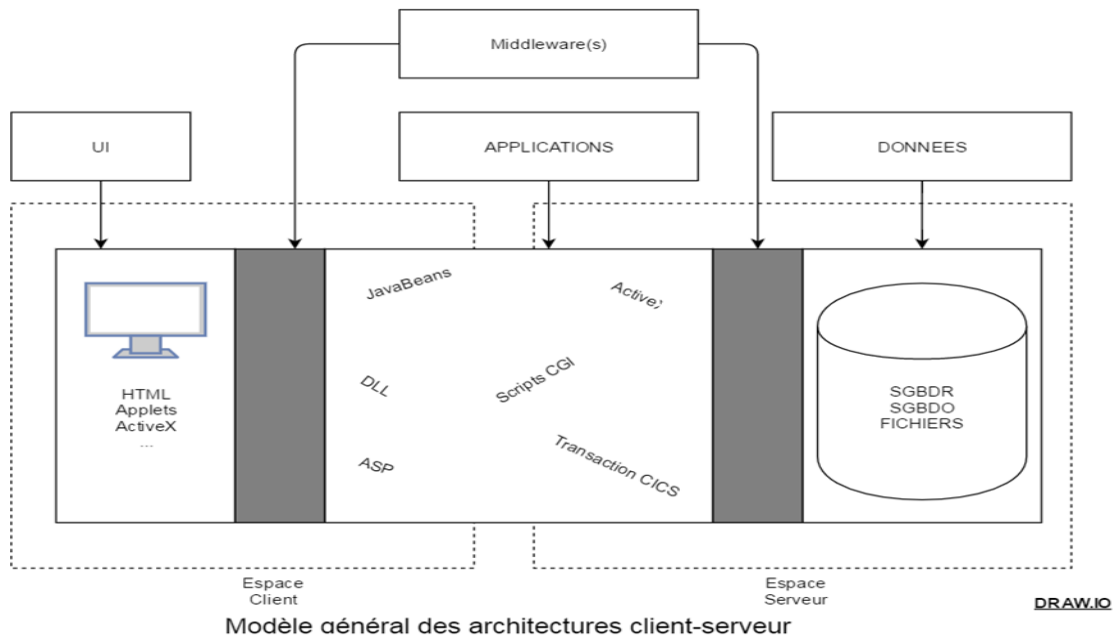 Middleware(s)
UI
APPLICATIONS
DONNEES
HTML
Applets
ActiveX
...
JavaBeans
ActiveX
DLL
Scripts CGI
ASP
Transaction CICS
SGBDR
SGBDO
FICHIERS
Espace
Client
Espace
Serveur
DRAW.IO
Modèle général des architectures client-serveur